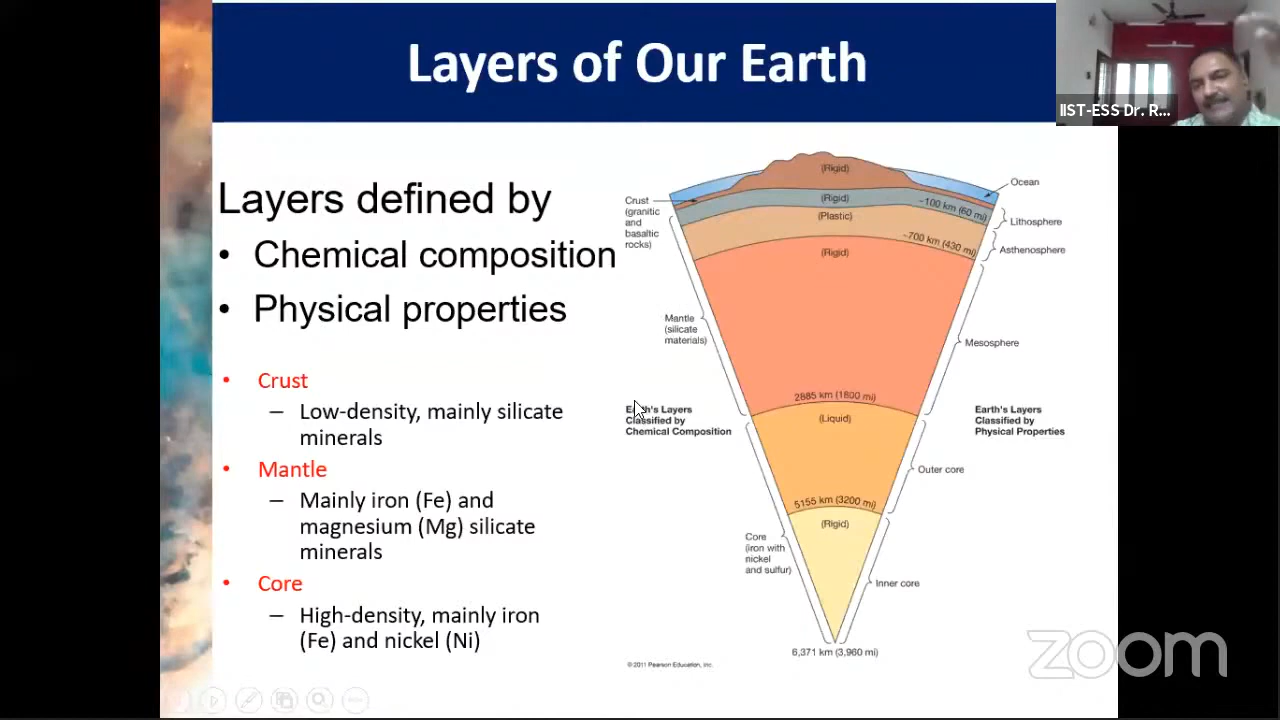 Layers of Our Earth
IIST-ESS Dr. R...
Layers defined by
• Chemical composition
• Physical properties
• Crust
– Low-density, mainly silicate
minerals
• Mantle
– Mainly iron (Fe) and
magnesium (Mg) silicate
minerals
• Core
– High-density, mainly iron
(Fe) and nickel (Ni)
(Rigid)
Ocean
Crust
(granitic
and
basaltic
rocks)
(Rigid)
~100 km (60 mi)
Lithosphere
(Plastic)
~700 km (430 mi)
Asthenosphere
(Rigid)
Mantle
(silicate
materials)
Mesosphere
2885 km (1800 mi)
Earth's Layers
Classified by
Chemical Composition
(Liquid)
Earth's Layers
Classified by
Physical Properties
Outer core
5155 km (3200 mi)
(Rigid)
Core
(iron with
nickel
and sulfur)
Inner core
6,371 km (3,960 mi)
© 2011 Pearson Education, Inc.
zoom